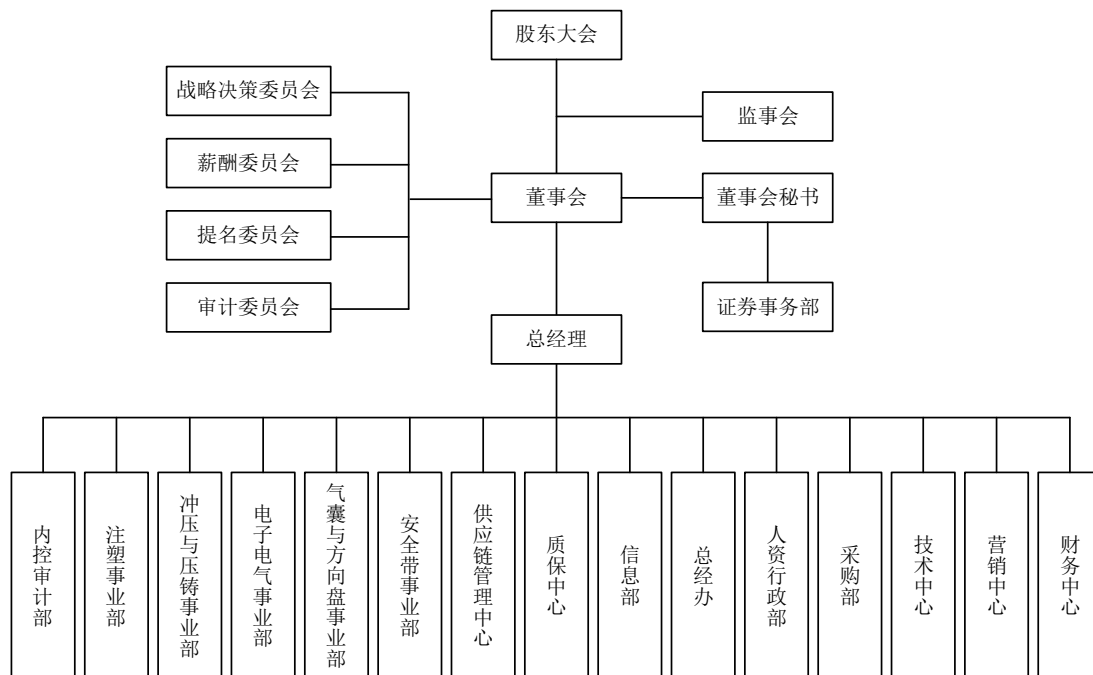 股东大会
战略决策委员会
监事会
薪酬委员会
董事会
董事会秘书
提名委员会
审计委员会
证券事务部
总经理
内控审计部
注塑事业部
冲压与压铸事业部
电子电气事业部
气囊与方向盘事业部
安全带事业部
供应链管理中心
质保中心
信息部
总经办
人资行政部
采购部
技术中心
营销中心
财务中心